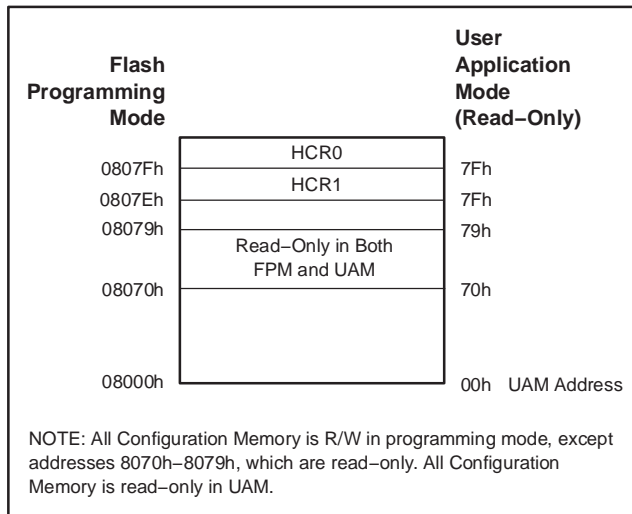 Flash
Programming
Mode
User
Application
Mode
(Read−Only)
HCR0
0807Fh
7Fh
HCR1
0807Eh
7Fh
08079h
79h
Read−Only in Both
FPM and UAM
08070h
70h
08000h
00h UAM Address
NOTE: All Configuration Memory is R/W in programming mode, except
addresses 8070h−8079h, which are read−only. All Configuration
Memory is read−only in UAM.